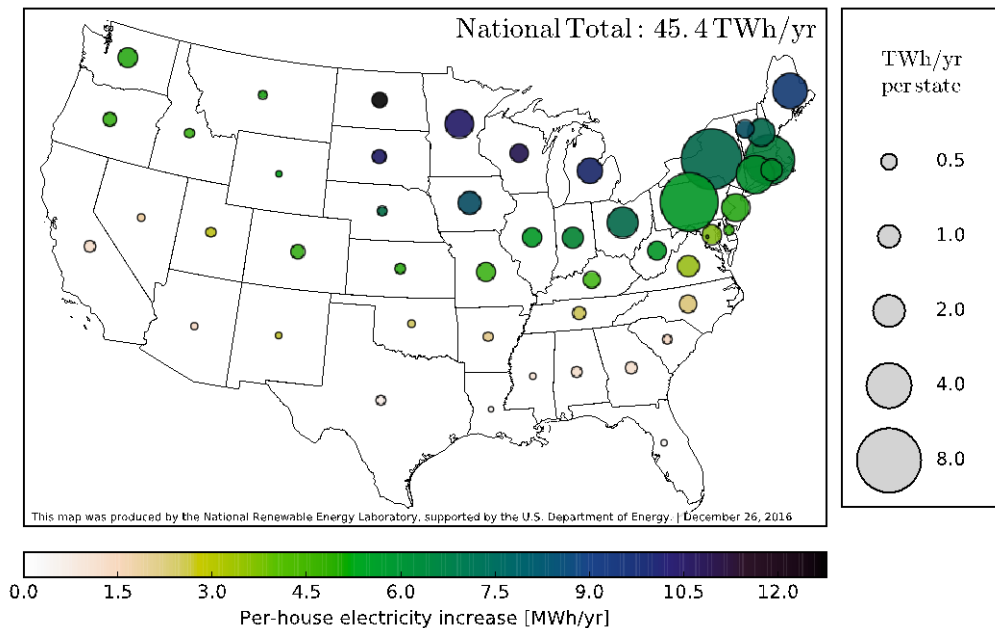 National Total : 45.4 TWh/yr
TWh/yr
per state
0.5
1.0
2.0
4.0
8.0
This map was produced by the National Renewable Energy Laboratory, supported by the U.S. Department of Energy. | December 26, 2016
0.0 1.5 3.0 4.5 6.0 7.5 9.0 10.5 12.0
Per-house electricity increase [MWh/yr]